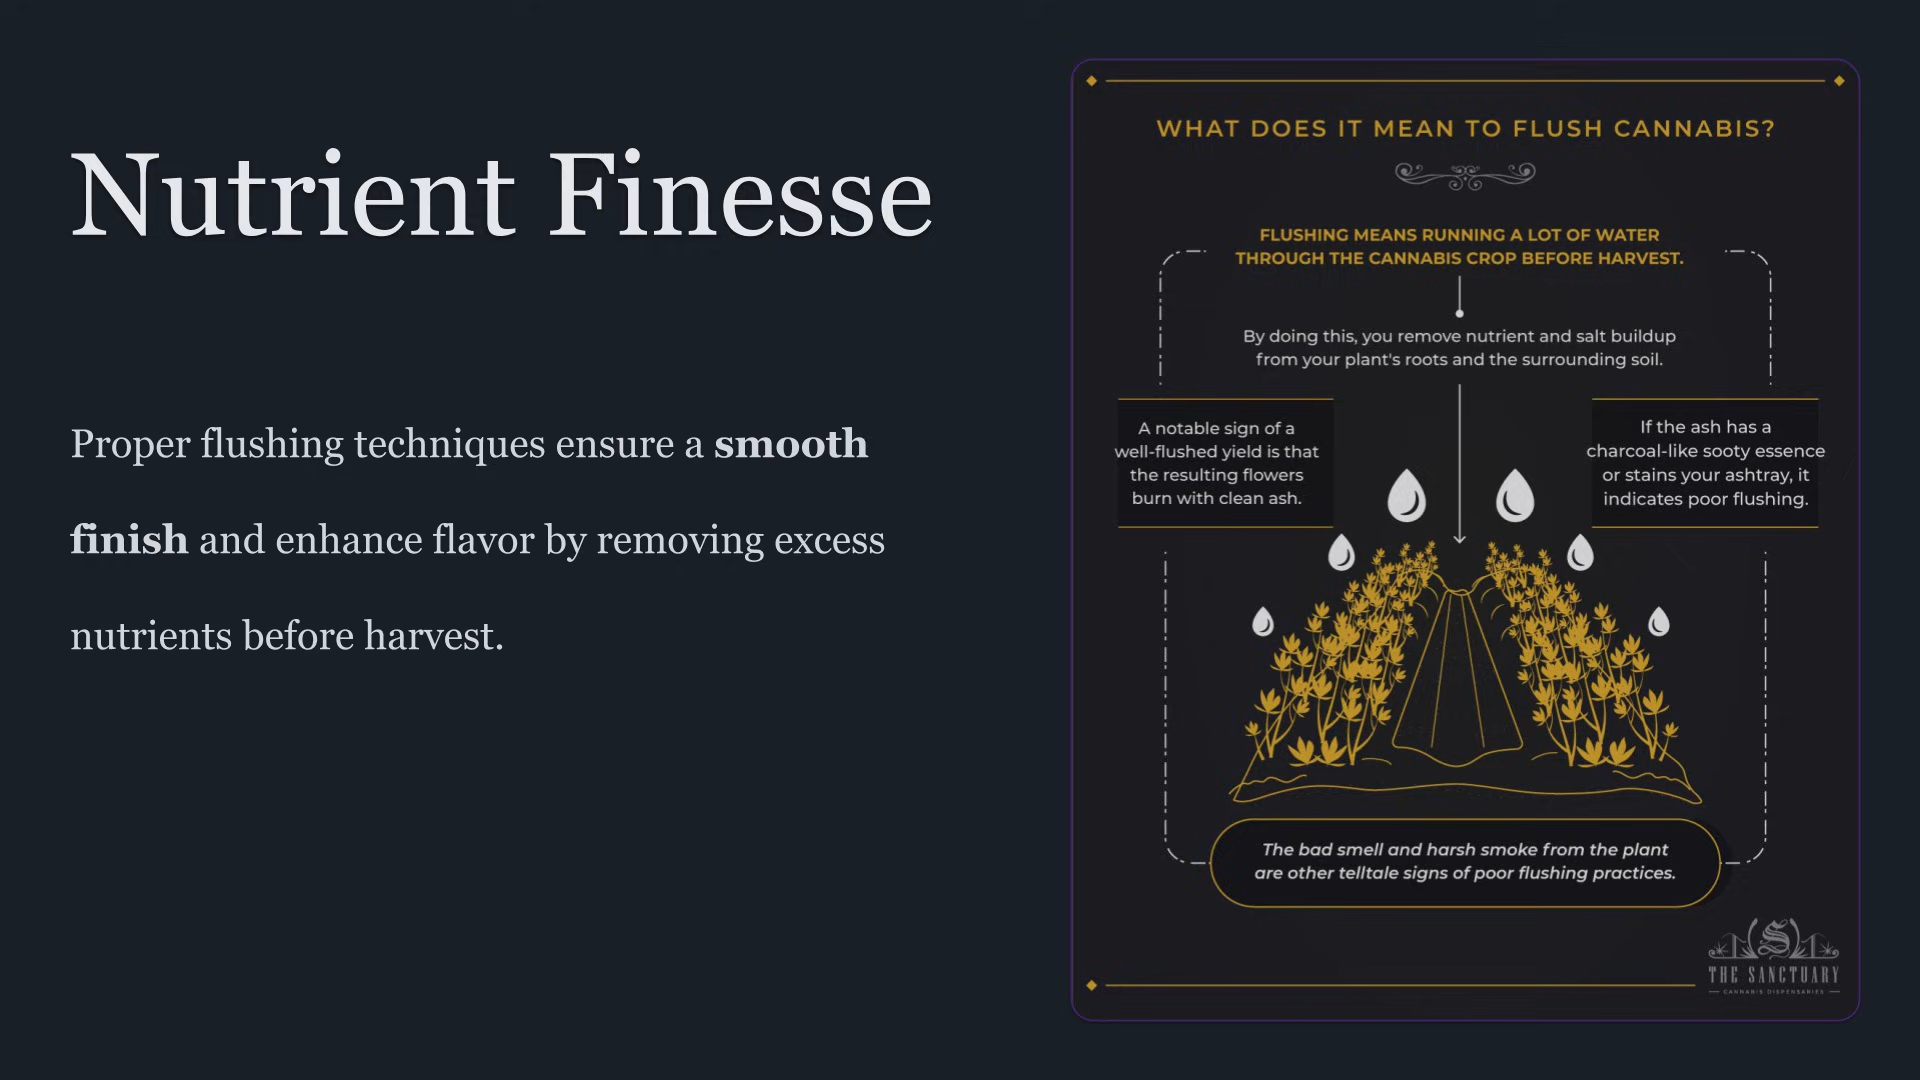 Nutrient Finesse
Proper flushing techniques ensure a smooth
finish and enhance flavor by removing excess
nutrients before harvest.
WHAT DOES IT MEAN TO FLUSH CANNABIS?
FLUSHING MEANS RUNNING A LOT OF WATER
THROUGH THE CANNABIS CROP BEFORE HARVEST.
By doing this, you remove nutrient and salt buildup
from your plant's roots and the surrounding soil.
A notable sign of a
well-flushed yield is that
the resulting flowers
burn with clean ash.
If the ash has a
charcoal-like sooty essence
or stains your ashtray, it
indicates poor flushing.
The bad smell and harsh smoke from the plant
are other telltale signs of poor flushing practices.
S
THE SANCTUARY
CANNABIS DISPENSARIES